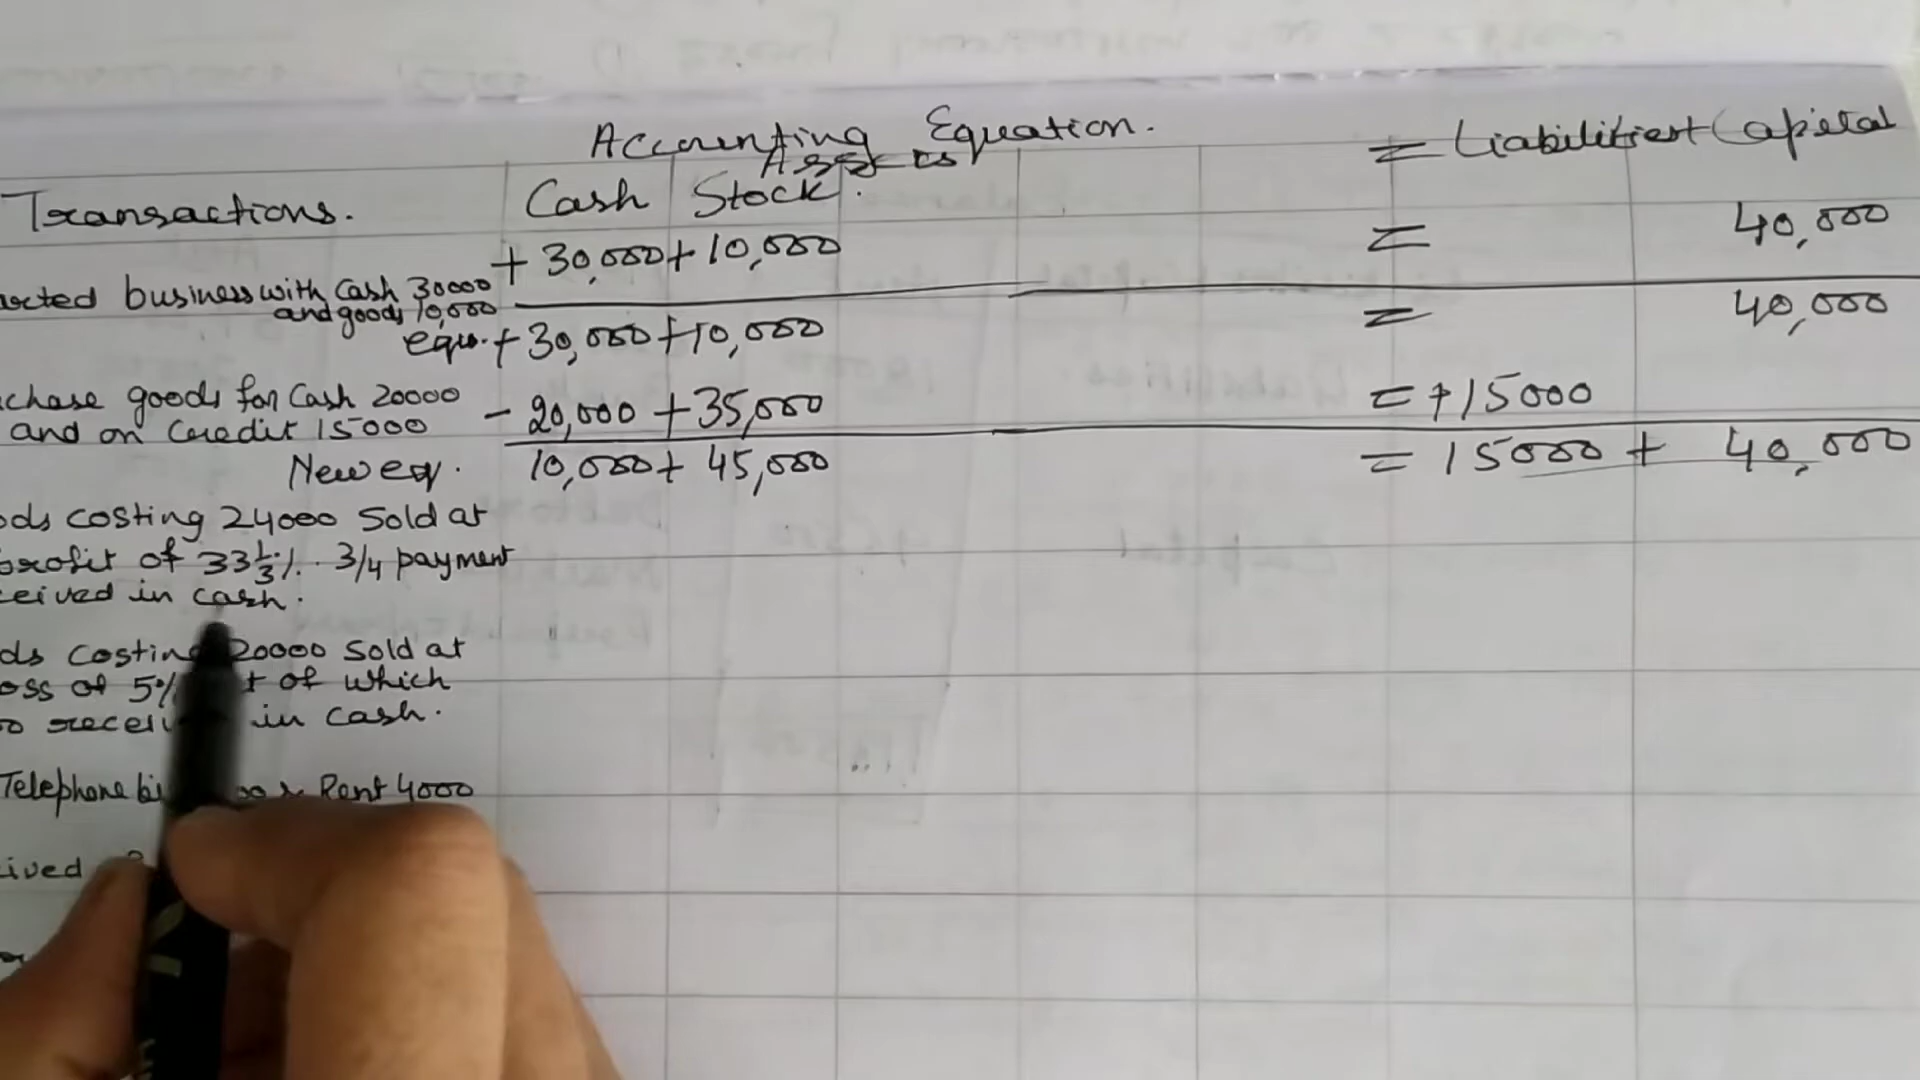 Accounting Equation.
Assets = Liabilities + Capital
Transactions. Cash Stock.
+ 30,000 + 10,000 = 40,000
business with Cash 30000
and goods 10,000
equ. + 30,000 + 10,000 = 40,000
goods for Cash 20000 - 20,000 + 35,000 = + 15000
and on Credit 15000
New eq. 10,000 + 45,000 = 15000 + 40,000
costing 24000 Sold at
of 33 1/3 %. 3/4 payment
in cash.
20000 Sold at
of 5% of which
in cash.
Telephone Rent 4000